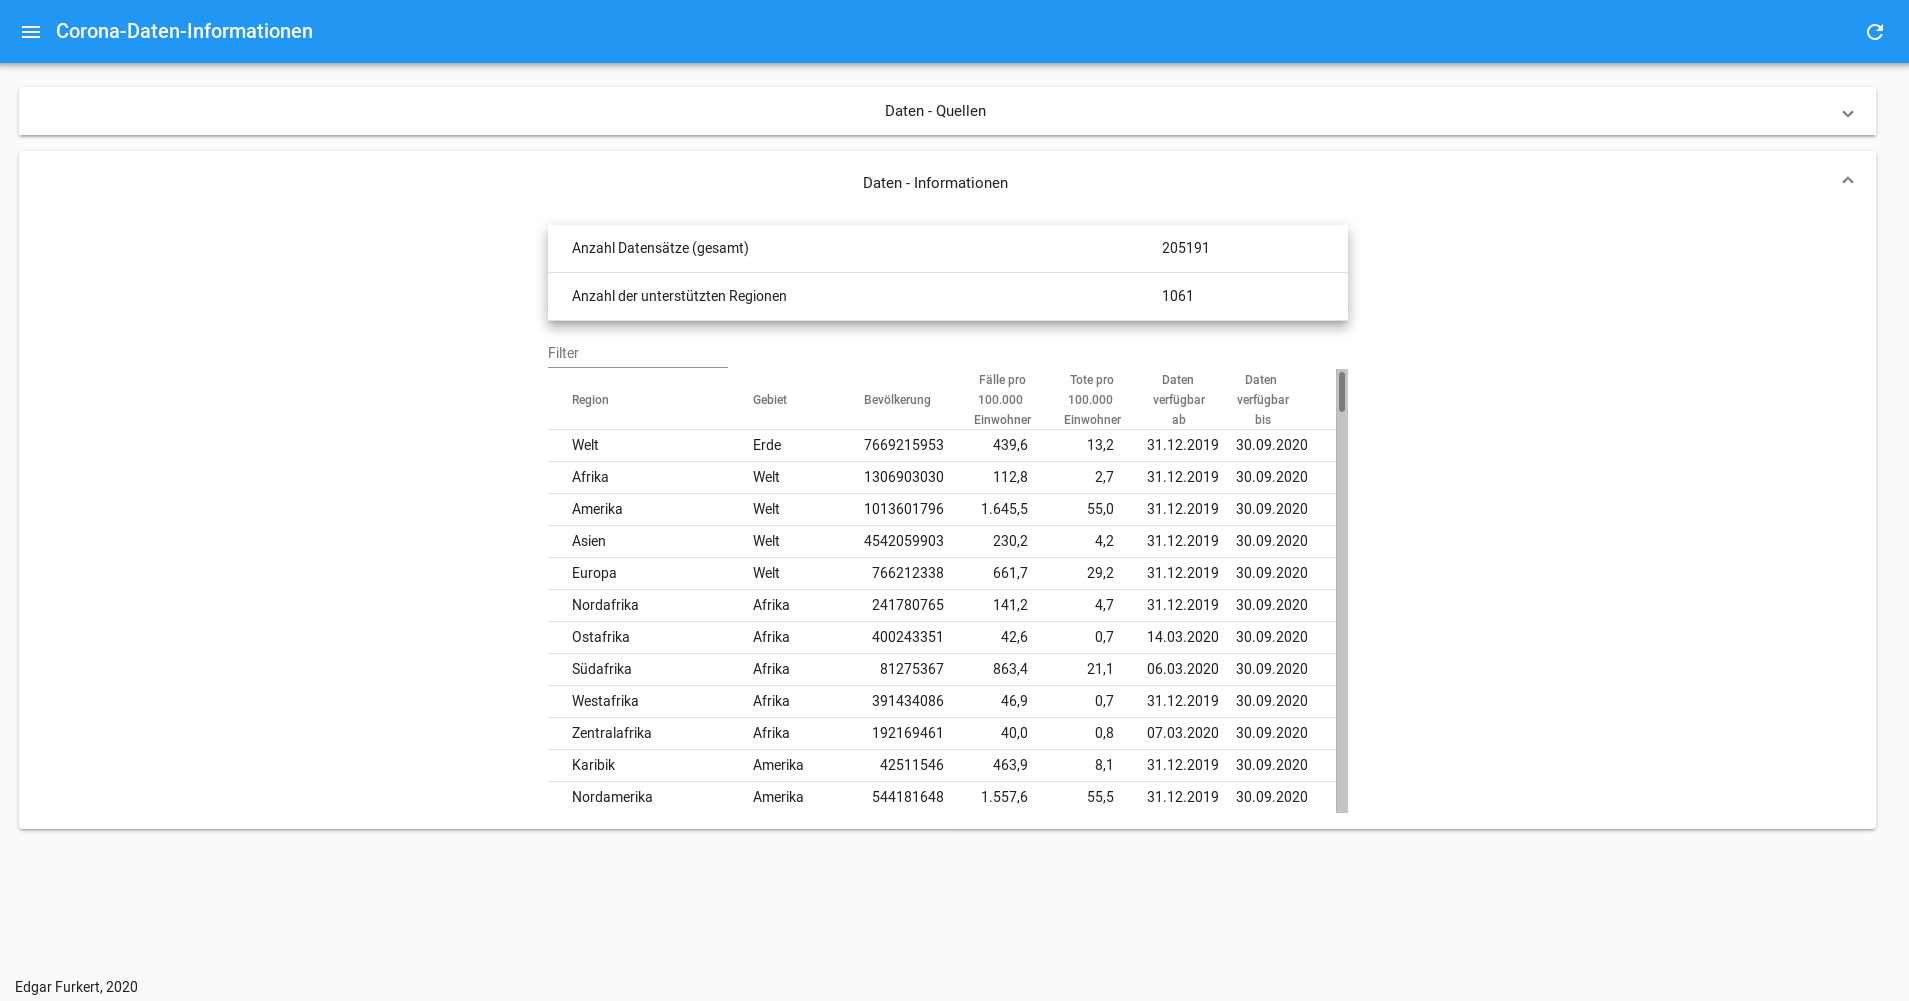 Corona-Daten-Informationen
Daten - Quellen
Daten - Informationen
Anzahl Datensätze (gesamt) 205191
Anzahl der unterstützten Regionen 1061
Filter
Region Gebiet Bevölkerung Fälle pro 100.000 Einwohner Tote pro 100.000 Einwohner Daten verfügbar ab Daten verfügbar bis
Welt Erde 7669215953 439,6 13,2 31.12.2019 30.09.2020
Afrika Welt 1306903030 112,8 2,7 31.12.2019 30.09.2020
Amerika Welt 1013601796 1.645,5 55,0 31.12.2019 30.09.2020
Asien Welt 4542059903 230,2 4,2 31.12.2019 30.09.2020
Europa Welt 766212338 661,7 29,2 31.12.2019 30.09.2020
Nordafrika Afrika 241780765 141,2 4,7 31.12.2019 30.09.2020
Ostafrika Afrika 400243351 42,6 0,7 14.03.2020 30.09.2020
Südafrika Afrika 81275367 863,4 21,1 06.03.2020 30.09.2020
Westafrika Afrika 391434086 46,9 0,7 31.12.2019 30.09.2020
Zentralafrika Afrika 192169461 40,0 0,8 07.03.2020 30.09.2020
Karibik Amerika 42511546 463,9 8,1 31.12.2019 30.09.2020
Nordamerika Amerika 544181648 1.557,6 55,5 31.12.2019 30.09.2020
Edgar Furkert, 2020